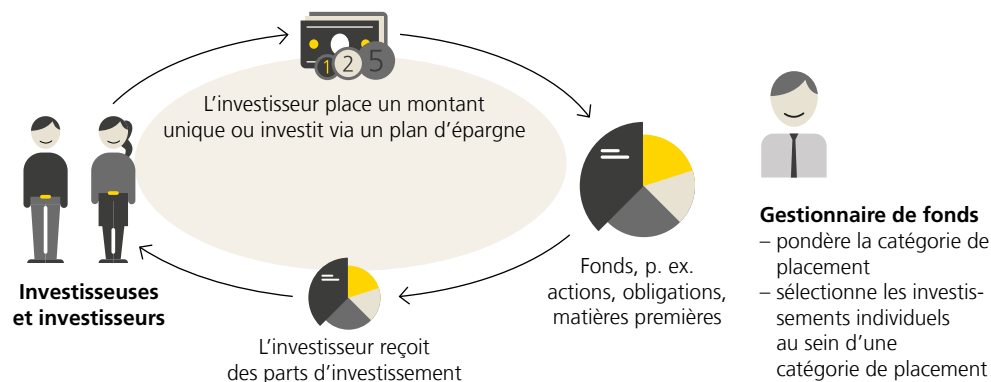 1 2 5
L’investisseur place un montant
unique ou investit via un plan d’épargne
Investisseuses
et investisseurs
L’investisseur reçoit
des parts d’investissement
Fonds, p. ex.
actions, obligations,
matières premières
Gestionnaire de fonds
– pondère la catégorie de
placement
– sélectionne les investis-
sements individuels
au sein d’une
catégorie de placement